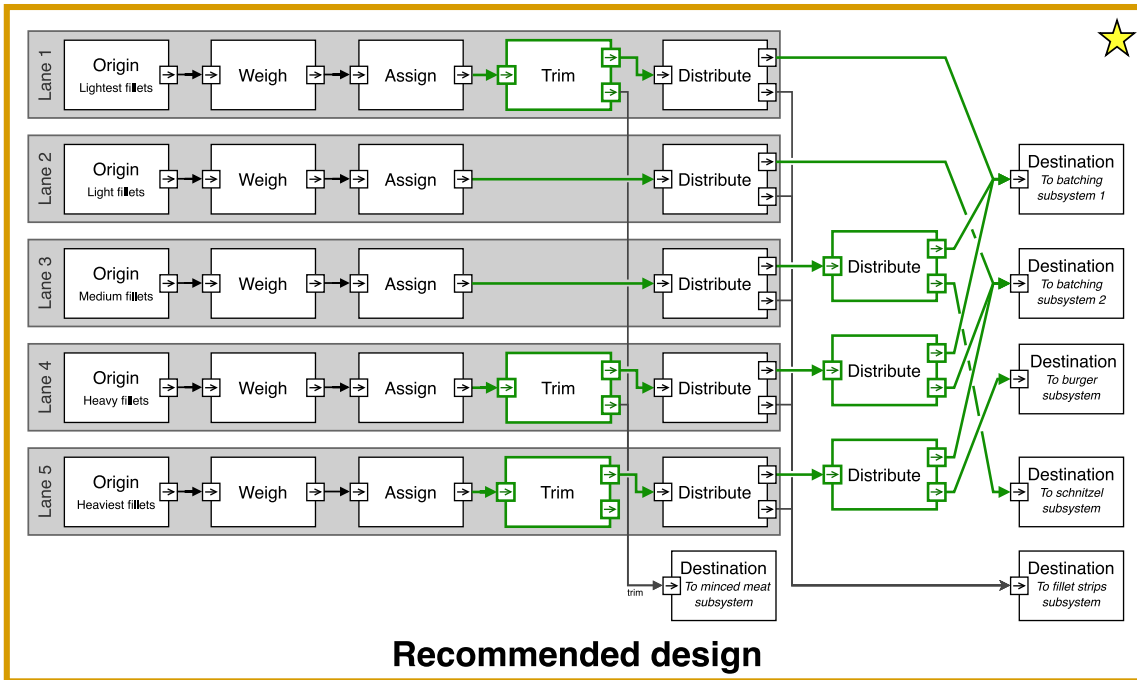 Lane 1
Origin
Lightest fillets
Weigh
Assign
Trim
Distribute
Lane 2
Origin
Light fillets
Weigh
Assign
Distribute
Lane 3
Origin
Medium fillets
Weigh
Assign
Distribute
Distribute
Lane 4
Origin
Heavy fillets
Weigh
Assign
Trim
Distribute
Distribute
Lane 5
Origin
Heaviest fillets
Weigh
Assign
Trim
Distribute
Distribute
Destination
To batching
subsystem 1
Destination
To batching
subsystem 2
Destination
To burger
subsystem
Destination
To schnitzel
subsystem
trim
Destination
To minced meat
subsystem
Destination
To fillet strips
subsystem
Recommended design